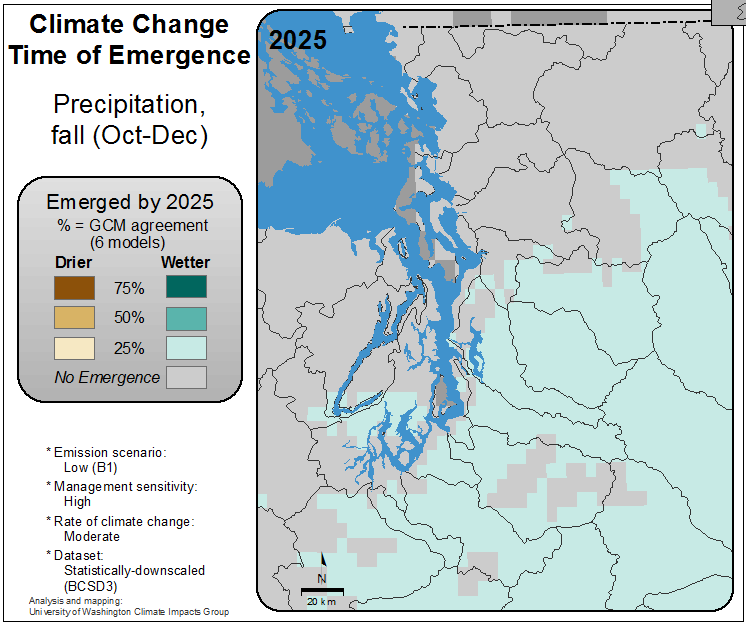 Climate Change
Time of Emergence
Precipitation,
fall (Oct-Dec)
Emerged by 2025
% = GCM agreement
(6 models)
Drier Wetter
75%
50%
25%
No Emergence
* Emission scenario:
Low (B1)
* Management sensitivity:
High
* Rate of climate change:
Moderate
* Dataset:
Statistically-downscaled
(BCSD3)
Analysis and mapping:
University of Washington Climate Impacts Group
2025
N
20 km